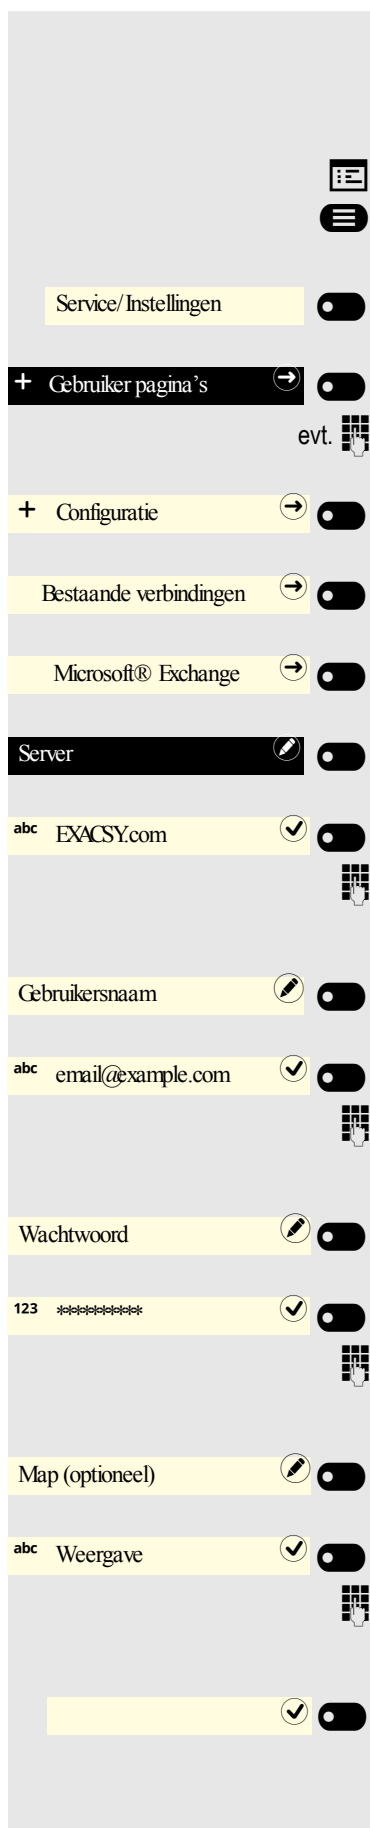 Service/Instellingen
+ Gebruiker pagina's
evt.
+ Configuratie
Bestaande verbindingen
Microsoft® Exchange
Server
abc EXACSY.com
Gebruikersnaam
abc email@example.com
Wachtwoord
123 **********
Map (optioneel)
abc Weergave